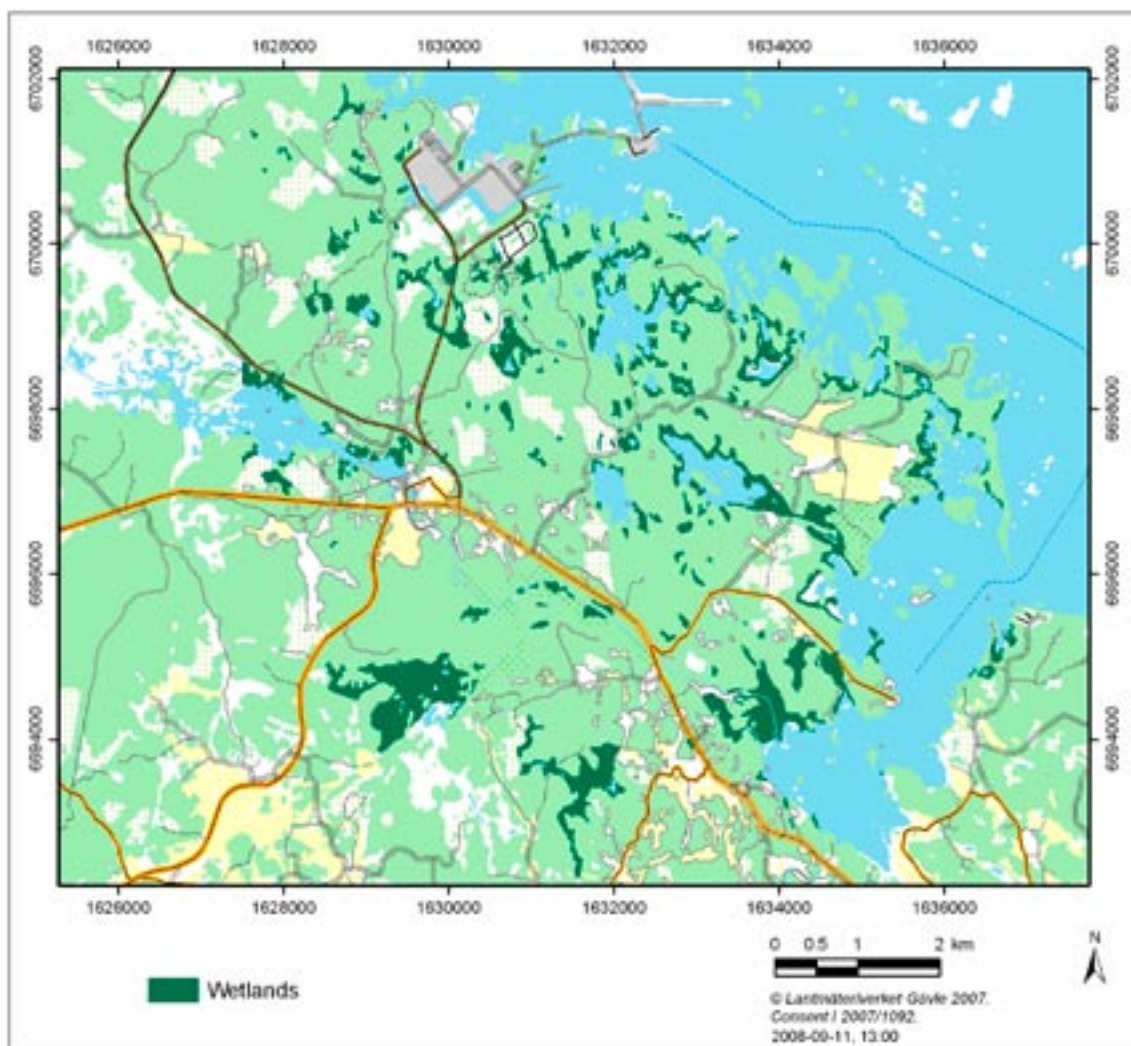 1626000 1628000 1630000 1632000 1634000 1636000
6702000 6702000
6700000 6700000
6698000 6698000
6696000 6696000
6694000 6694000
1626000 1628000 1630000 1632000 1634000 1636000
0 0.5 1 2 km
N
Wetlands
© Lantmäteriverket Gävle 2007.
Consent I 2007/1092.
2008-09-11, 13:00